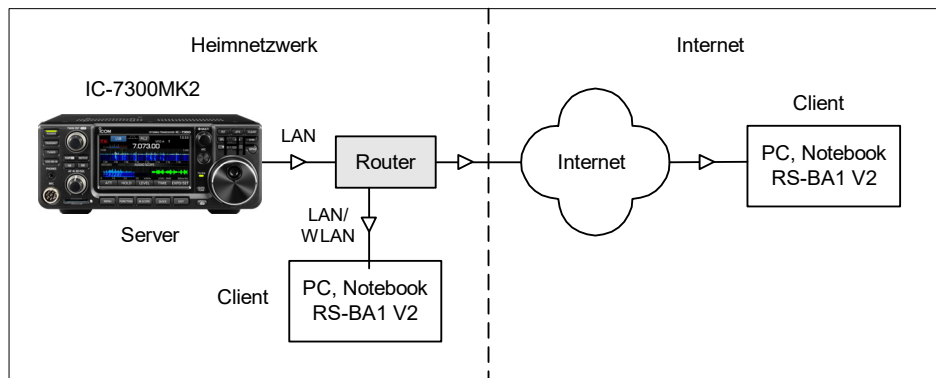 Heimnetzwerk
Internet
IC-7300MK2
ICOM
7.073.00
LAN
Router
Internet
Client
PC, Notebook
RS-BA1 V2
Server
LAN/
WLAN
Client
PC, Notebook
RS-BA1 V2